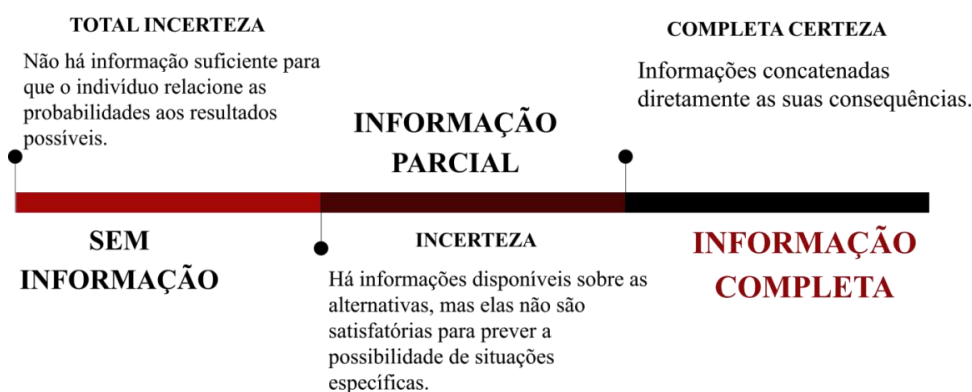 TOTAL INCERTEZA
Não há informação suficiente para
que o indivíduo relacione as
probabilidades aos resultados
possíveis.
SEM
INFORMAÇÃO
INFORMAÇÃO
PARCIAL
INCERTEZA
Há informações disponíveis sobre as
alternativas, mas elas não são
satisfatórias para prever a
possibilidade de situações
específicas.
COMPLETA CERTEZA
Informações concatenadas
diretamente as suas consequências.
INFORMAÇÃO
COMPLETA